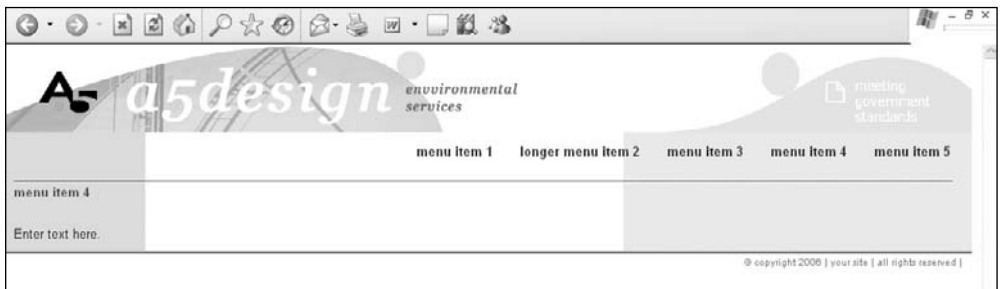 A5 a5design envvironmental
services
meeting
government
standards
menu item 1 longer menu item 2 menu item 3 menu item 4 menu item 5
menu item 4
Enter text here.
© copyright 2006 | your site | all rights reserved |